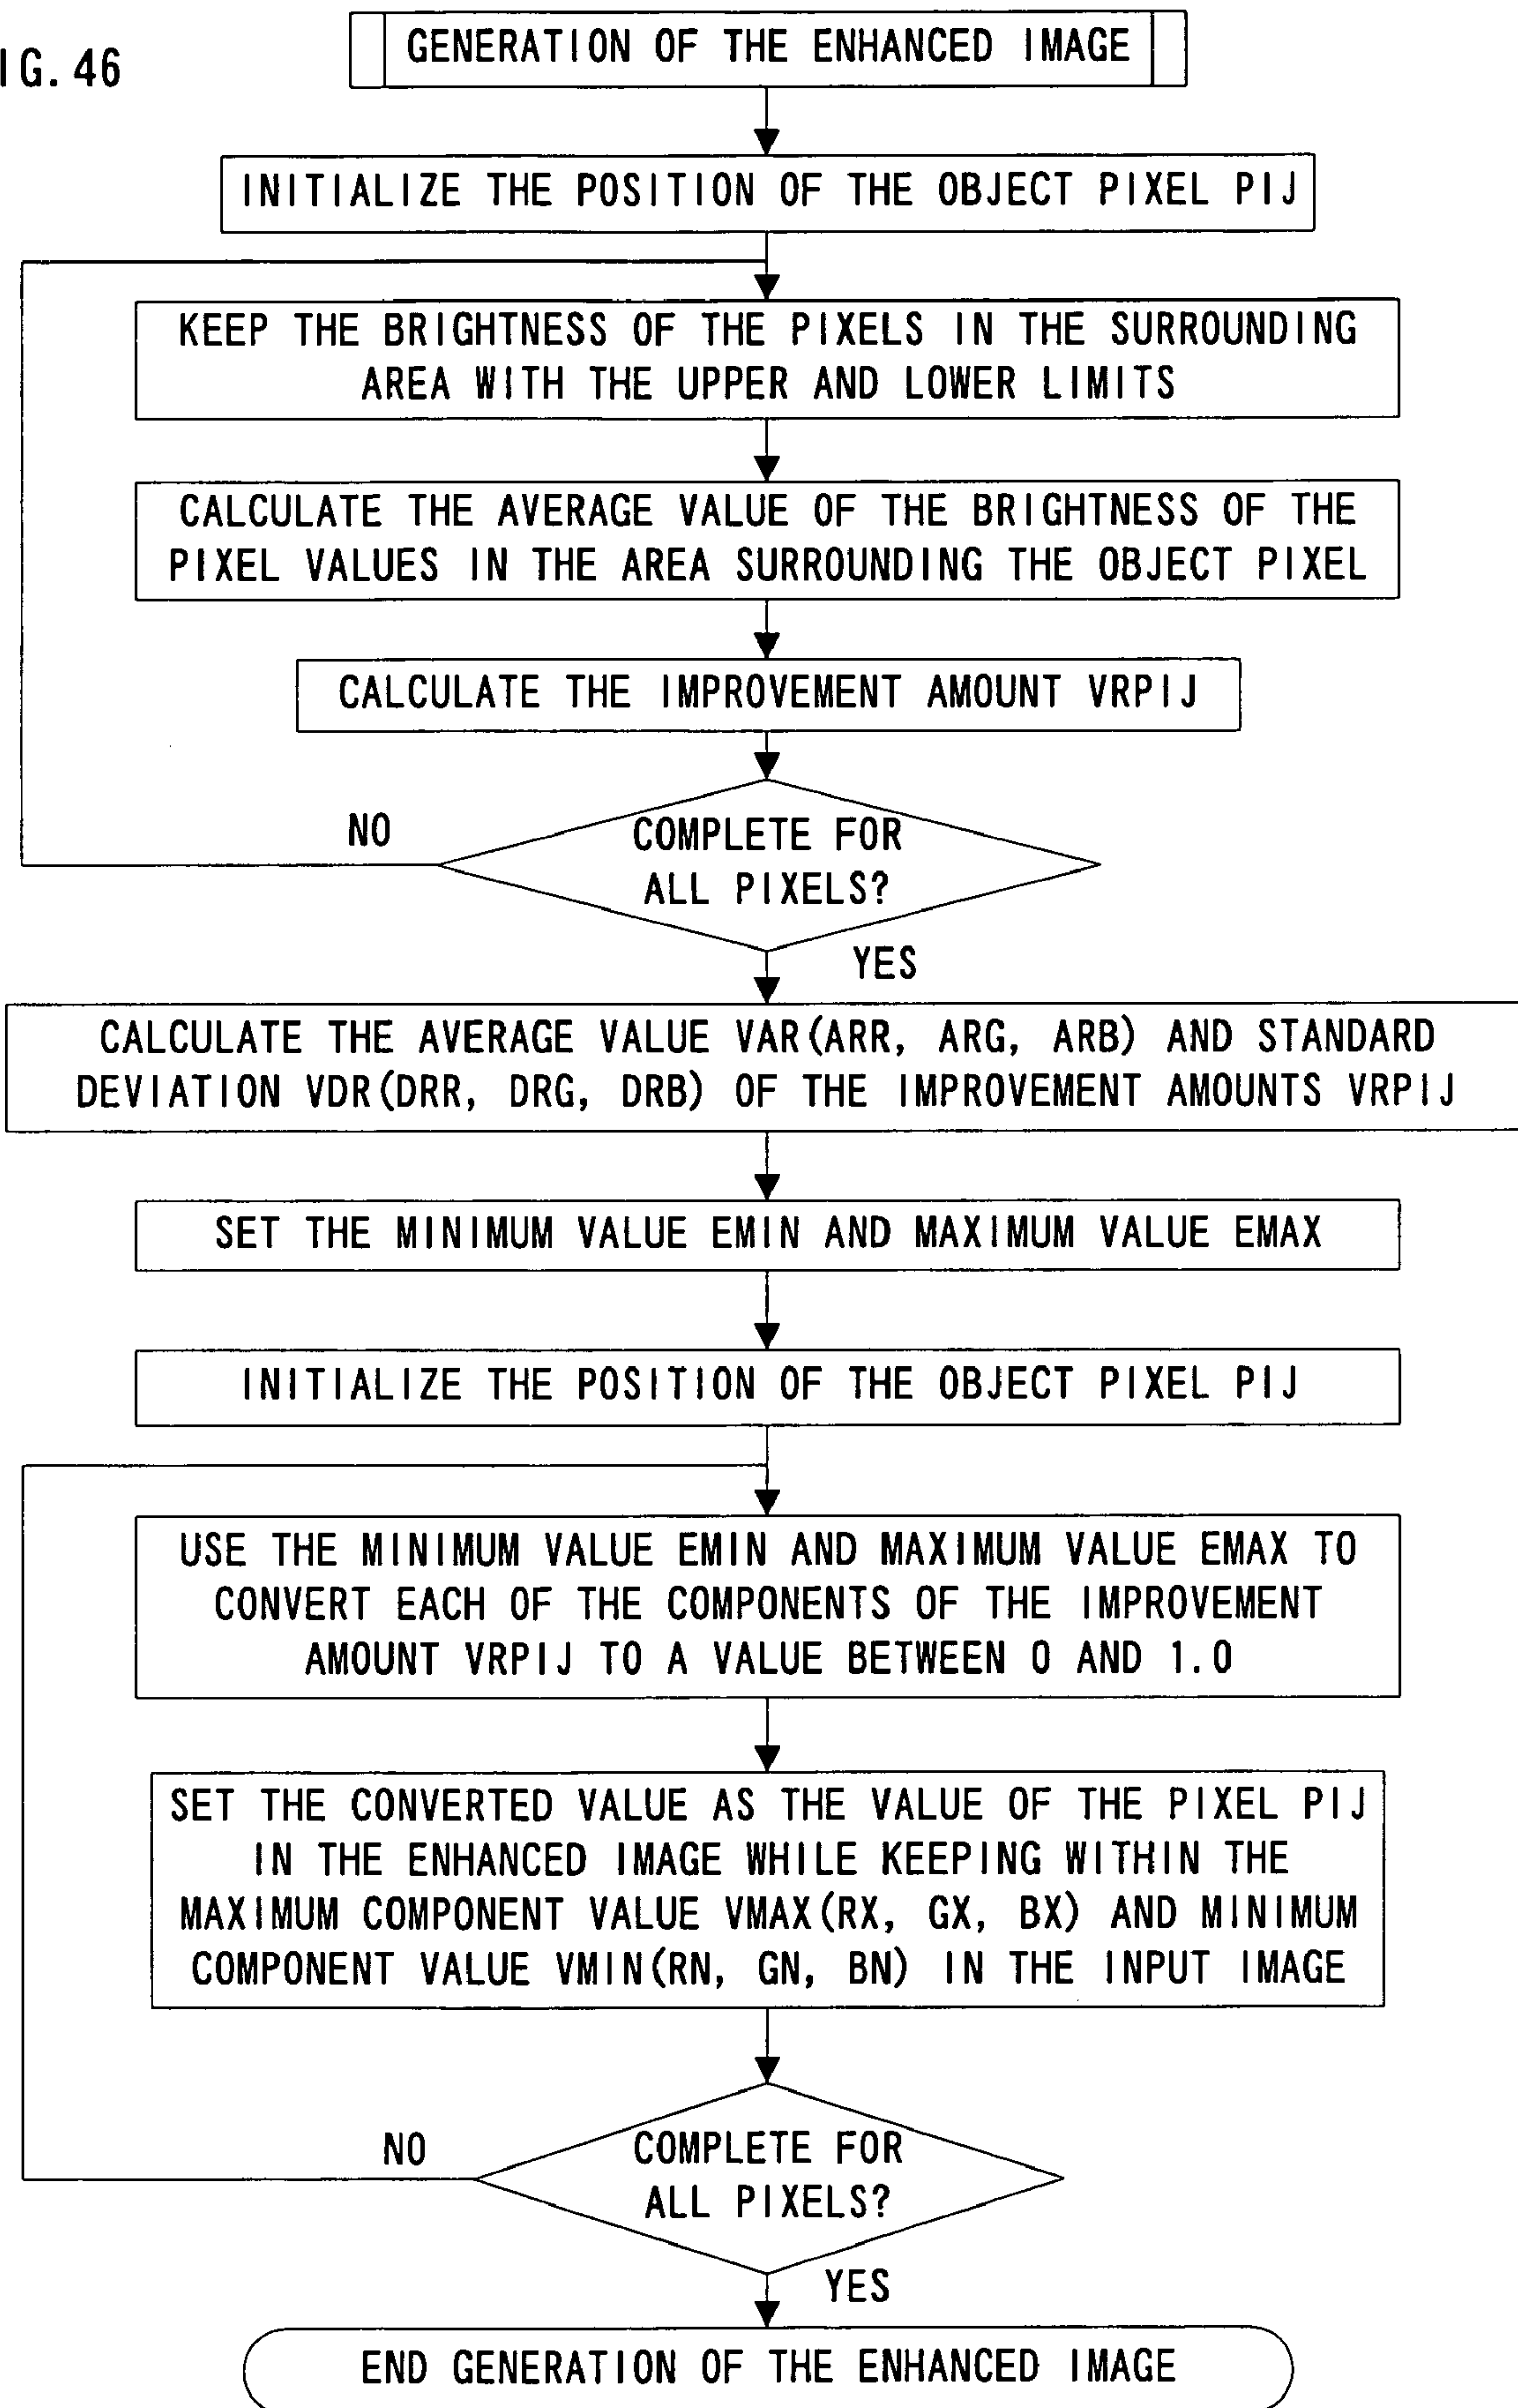 IG. 46
GENERATION OF THE ENHANCED IMAGE
INITIALIZE THE POSITION OF THE OBJECT PIXEL PIJ
KEEP THE BRIGHTNESS OF THE PIXELS IN THE SURROUNDING
AREA WITH THE UPPER AND LOWER LIMITS
CALCULATE THE AVERAGE VALUE OF THE BRIGHTNESS OF THE
PIXEL VALUES IN THE AREA SURROUNDING THE OBJECT PIXEL
CALCULATE THE IMPROVEMENT AMOUNT VRPIJ
NO
COMPLETE FOR
ALL PIXELS?
YES
CALCULATE THE AVERAGE VALUE VAR(ARR, ARG, ARB) AND STANDARD
DEVIATION VDR(DRR, DRG, DRB) OF THE IMPROVEMENT AMOUNTS VRPIJ
SET THE MINIMUM VALUE EMIN AND MAXIMUM VALUE EMAX
INITIALIZE THE POSITION OF THE OBJECT PIXEL PIJ
USE THE MINIMUM VALUE EMIN AND MAXIMUM VALUE EMAX TO
CONVERT EACH OF THE COMPONENTS OF THE IMPROVEMENT
AMOUNT VRPIJ TO A VALUE BETWEEN 0 AND 1.0
SET THE CONVERTED VALUE AS THE VALUE OF THE PIXEL PIJ
IN THE ENHANCED IMAGE WHILE KEEPING WITHIN THE
MAXIMUM COMPONENT VALUE VMAX(RX, GX, BX) AND MINIMUM
COMPONENT VALUE VMIN(RN, GN, BN) IN THE INPUT IMAGE
NO
COMPLETE FOR
ALL PIXELS?
YES
END GENERATION OF THE ENHANCED IMAGE